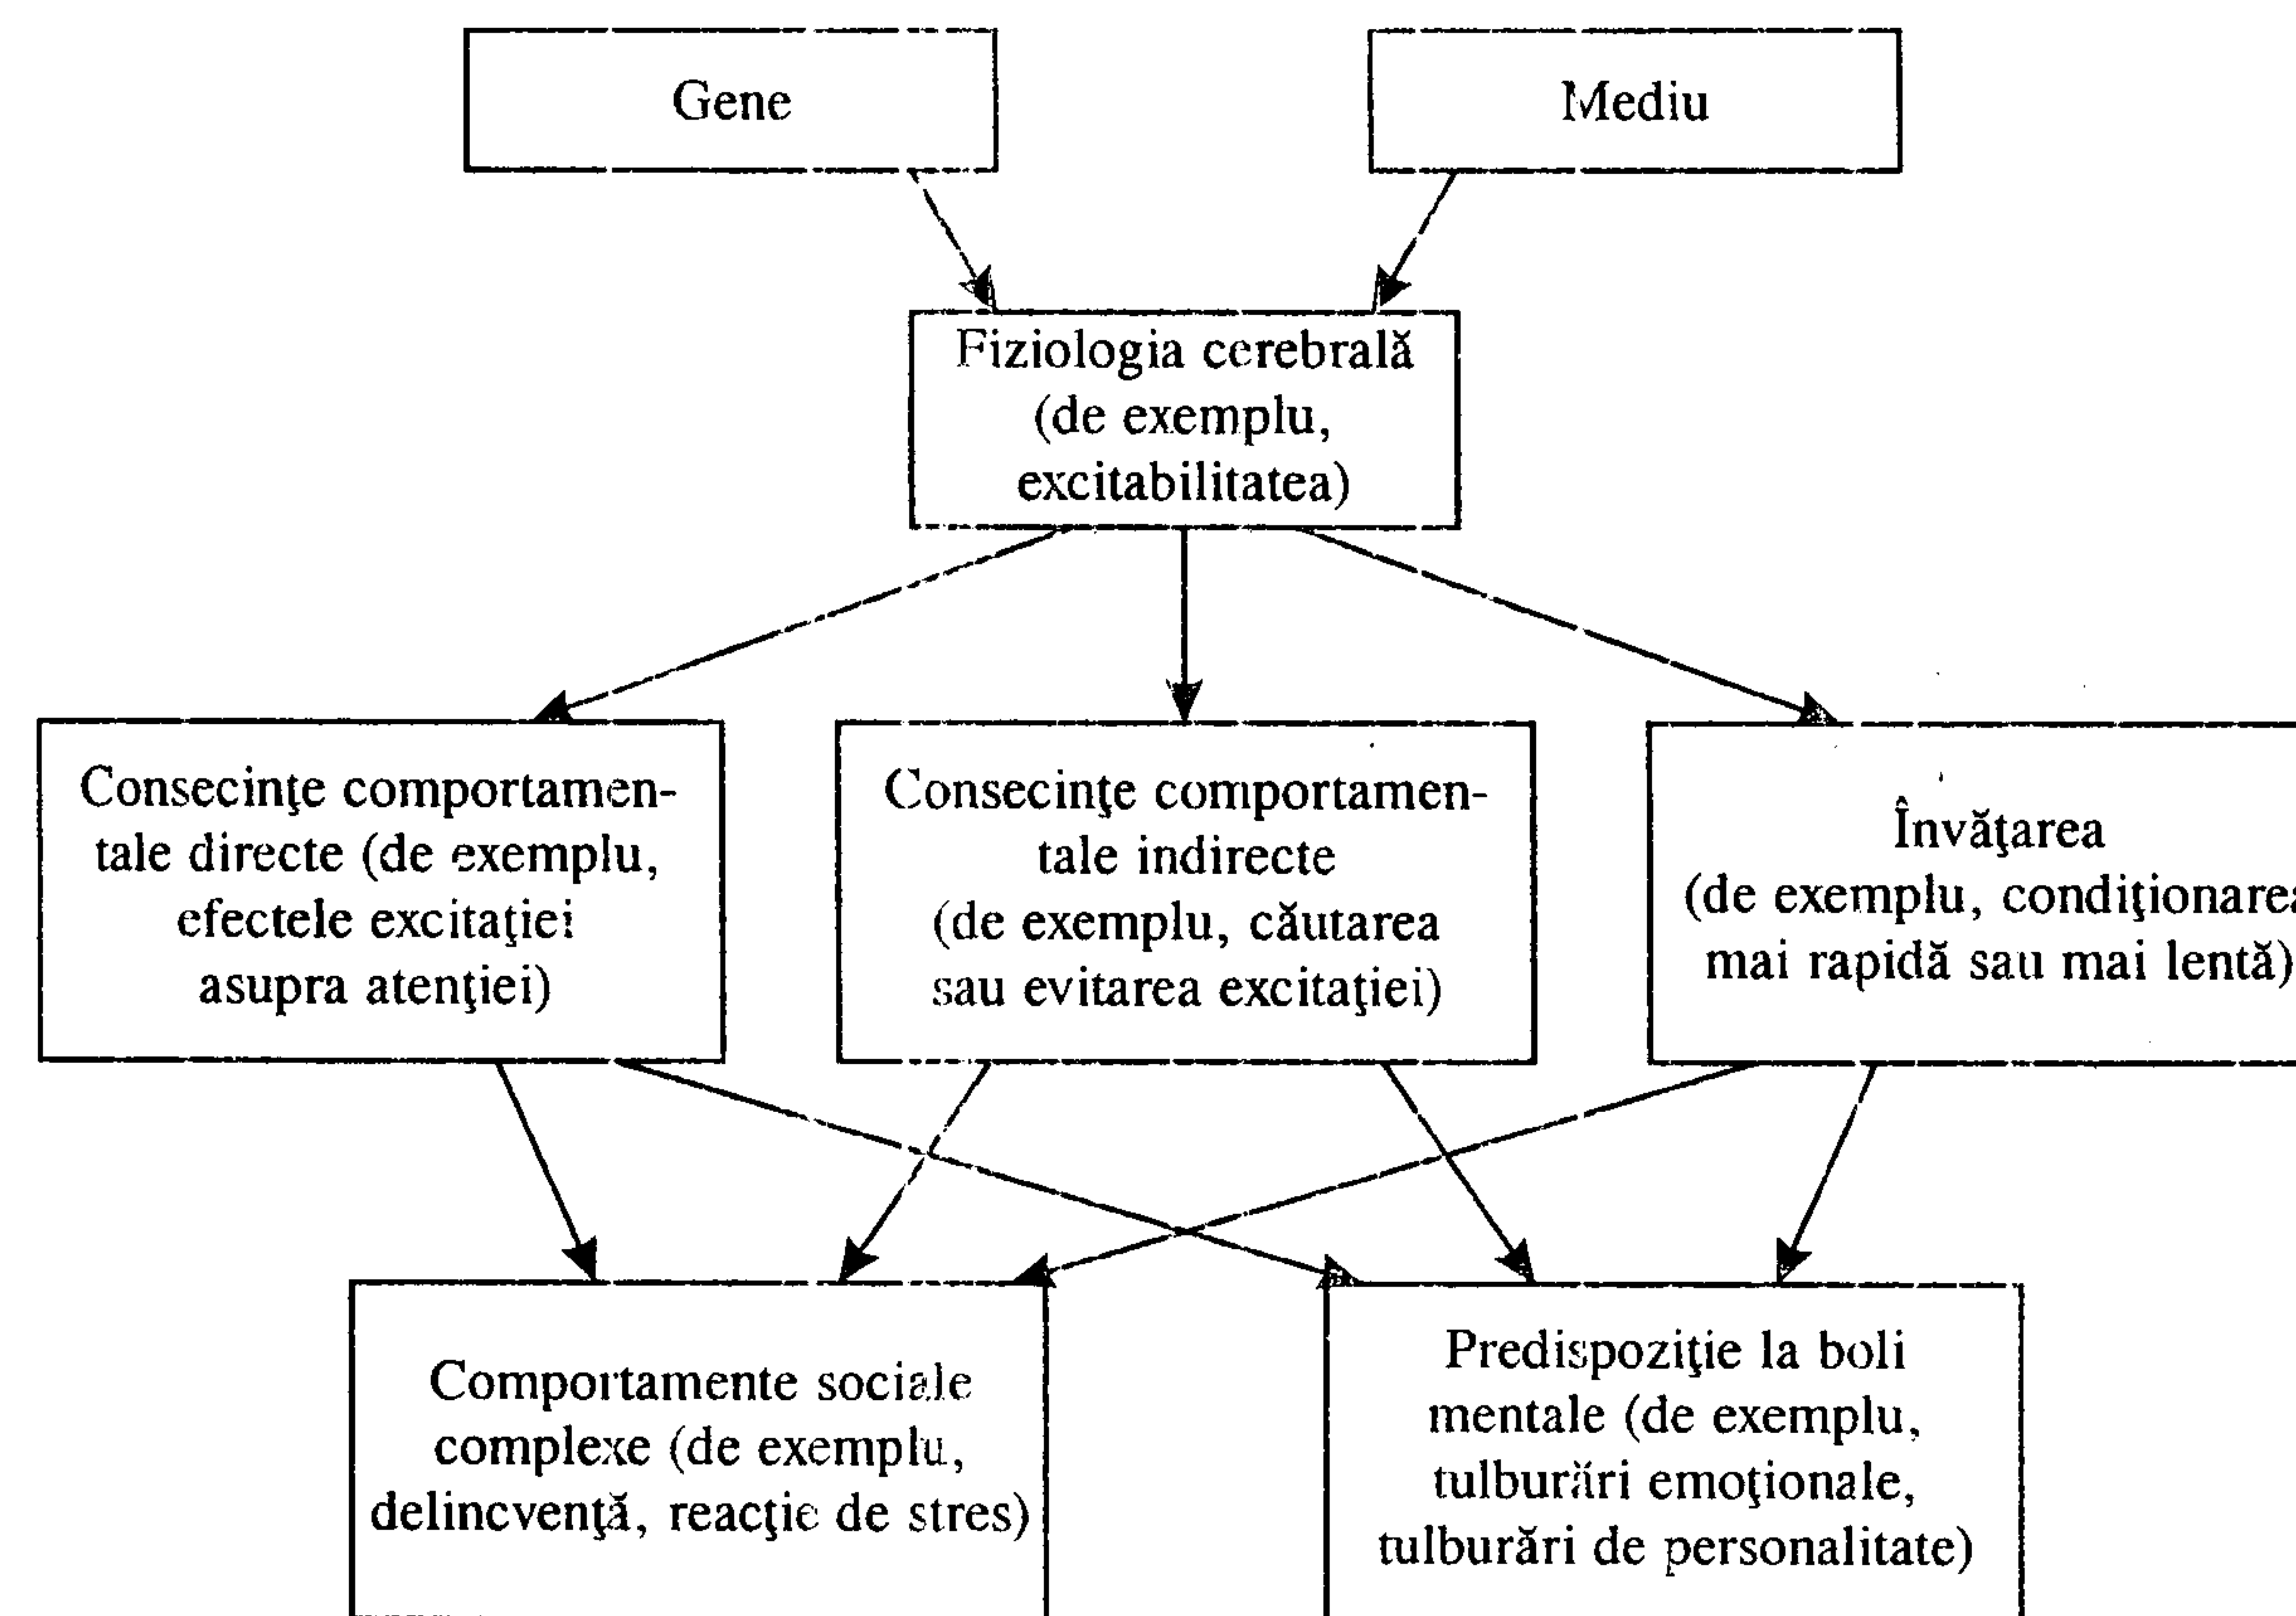 Gene
Mediu
Fiziologia cerebrală
(de exemplu,
excitabilitatea)
Consecinţe comportamen-
tale directe (de exemplu,
efectele excitaţiei
asupra atenţiei)
Consecinţe comportamen-
tale indirecte
(de exemplu, căutarea
sau evitarea excitaţiei)
Învăţarea
(de exemplu, condiţionarea
mai rapidă sau mai lentă)
Comportamente sociale
complexe (de exemplu,
delincvenţă, reacţie de stres)
Predispoziţie la boli
mentale (de exemplu,
tulburări emoţionale,
tulburări de personalitate)